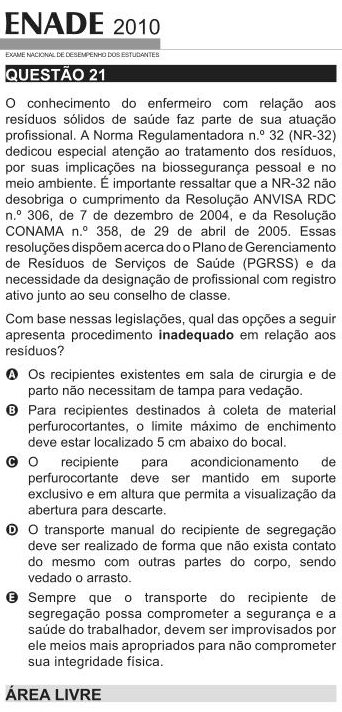 ENADE 2010
EXAME NACIONAL DE DESEMPENHO DOS ESTUDANTES
QUESTÃO 21
O conhecimento do enfermeiro com relação aos
resíduos sólidos de saúde faz parte de sua atuação
profissional. A Norma Regulamentadora n.º 32 (NR-32)
dedicou especial atenção ao tratamento dos resíduos,
por suas implicações na biossegurança pessoal e no
meio ambiente. É importante ressaltar que a NR-32 não
desobriga o cumprimento da Resolução ANVISA RDC
n.º 306, de 7 de dezembro de 2004, e da Resolução
CONAMA n.º 358, de 29 de abril de 2005. Essas
resoluções dispõem acerca do o Plano de Gerenciamento
de Resíduos de Serviços de Saúde (PGRSS) e da
necessidade da designação de profissional com registro
ativo junto ao seu conselho de classe.
Com base nessas legislações, qual das opções a seguir
apresenta procedimento inadequado em relação aos
resíduos?
A Os recipientes existentes em sala de cirurgia e de
parto não necessitam de tampa para vedação.
B Para recipientes destinados à coleta de material
perfurocortantes, o limite máximo de enchimento
deve estar localizado 5 cm abaixo do bocal.
C O recipiente para acondicionamento de
perfurocortante deve ser mantido em suporte
exclusivo e em altura que permita a visualização da
abertura para descarte.
D O transporte manual do recipiente de segregação
deve ser realizado de forma que não exista contato
do mesmo com outras partes do corpo, sendo
vedado o arrasto.
E Sempre que o transporte do recipiente de
segregação possa comprometer a segurança e a
saúde do trabalhador, devem ser improvisados por
ele meios mais apropriados para não comprometer
sua integridade física.
ÁREA LIVRE